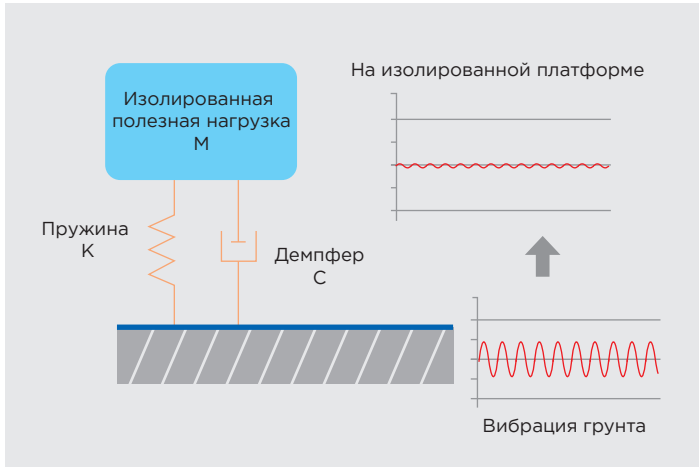 Изолированная
полезная нагрузка
М
На изолированной платформе
Пружина
К
Демпфер
С
Вибрация грунта